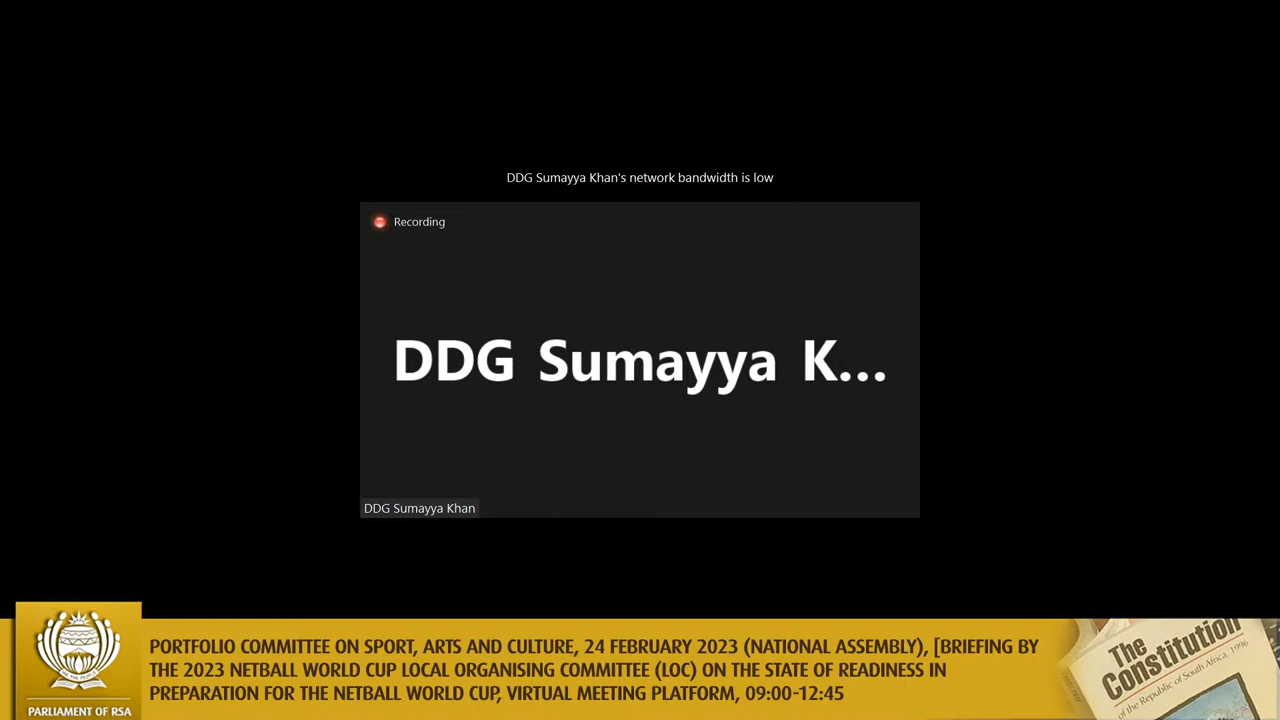 DDG Sumayya Khan's network bandwidth is low
Recording
DDG Sumayya K...
DDG Sumayya Khan
PORTFOLIO COMMITTEE ON SPORT, ARTS AND CULTURE, 24 FEBRUARY 2023 (NATIONAL ASSEMBLY), [BRIEFING BY
THE 2023 NETBALL WORLD CUP LOCAL ORGANISING COMMITTEE (LOC) ON THE STATE OF READINESS IN
PREPARATION FOR THE NETBALL WORLD CUP, VIRTUAL MEETING PLATFORM, 09:00-12:45
PARLIAMENT OF RSA
The
Constitution
of the Republic of South Africa, 1996